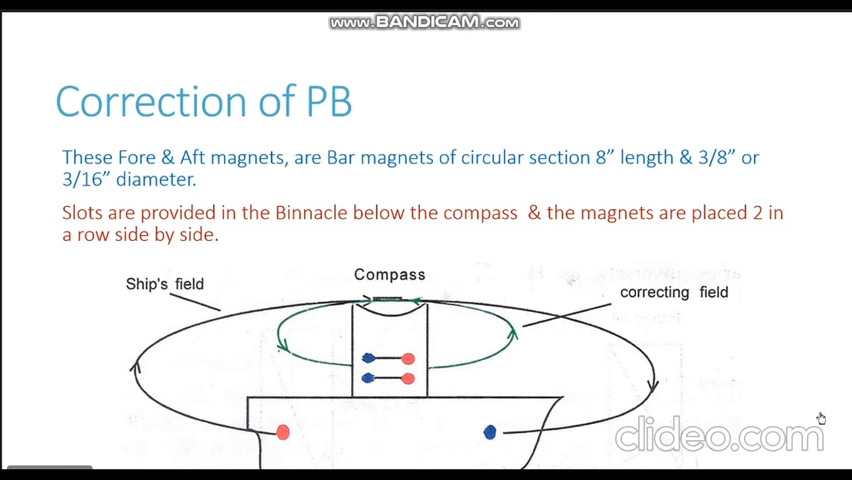 WWW.BANDICAM.COM
Correction of PB
These Fore & Aft magnets, are Bar magnets of circular section 8” length & 3/8” or
3/16” diameter.
Slots are provided in the Binnacle below the compass & the magnets are placed 2 in
a row side by side.
Compass
Ship's field
correcting field
clideo.com